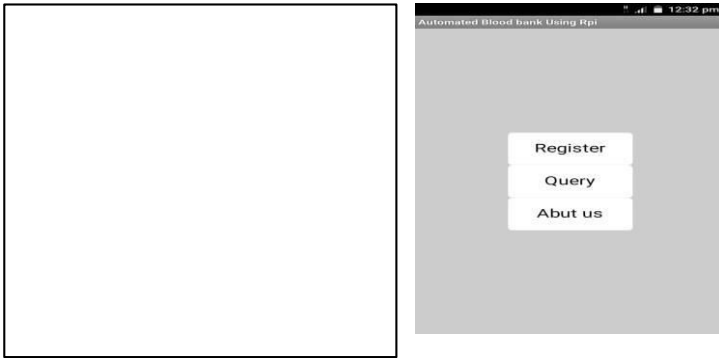 12:32 pm
Automated Blood bank Using Rpi
Register
Query
Abut us